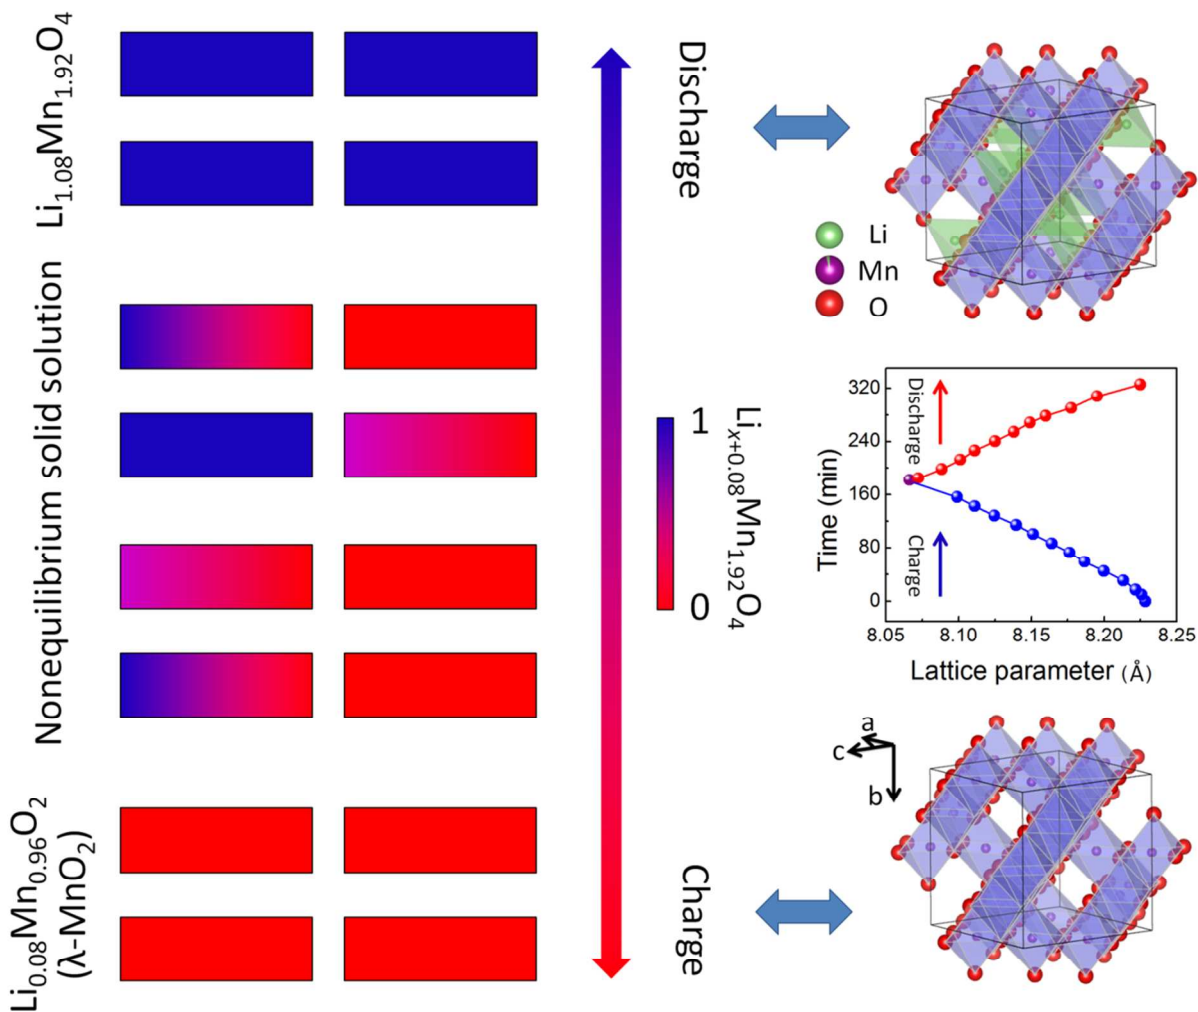 Li1.08Mn1.92O4
Nonequilibrium solid solution
Li0.08Mn0.96O2
(λ-MnO2)
Discharge
Charge
1
0
Lix+0.08Mn1.92O4
Li
Mn
O
Time (min)
320
240
160
80
0
Discharge
Charge
8.05 8.10 8.15 8.20 8.25
Lattice parameter (Å)
a
c
b